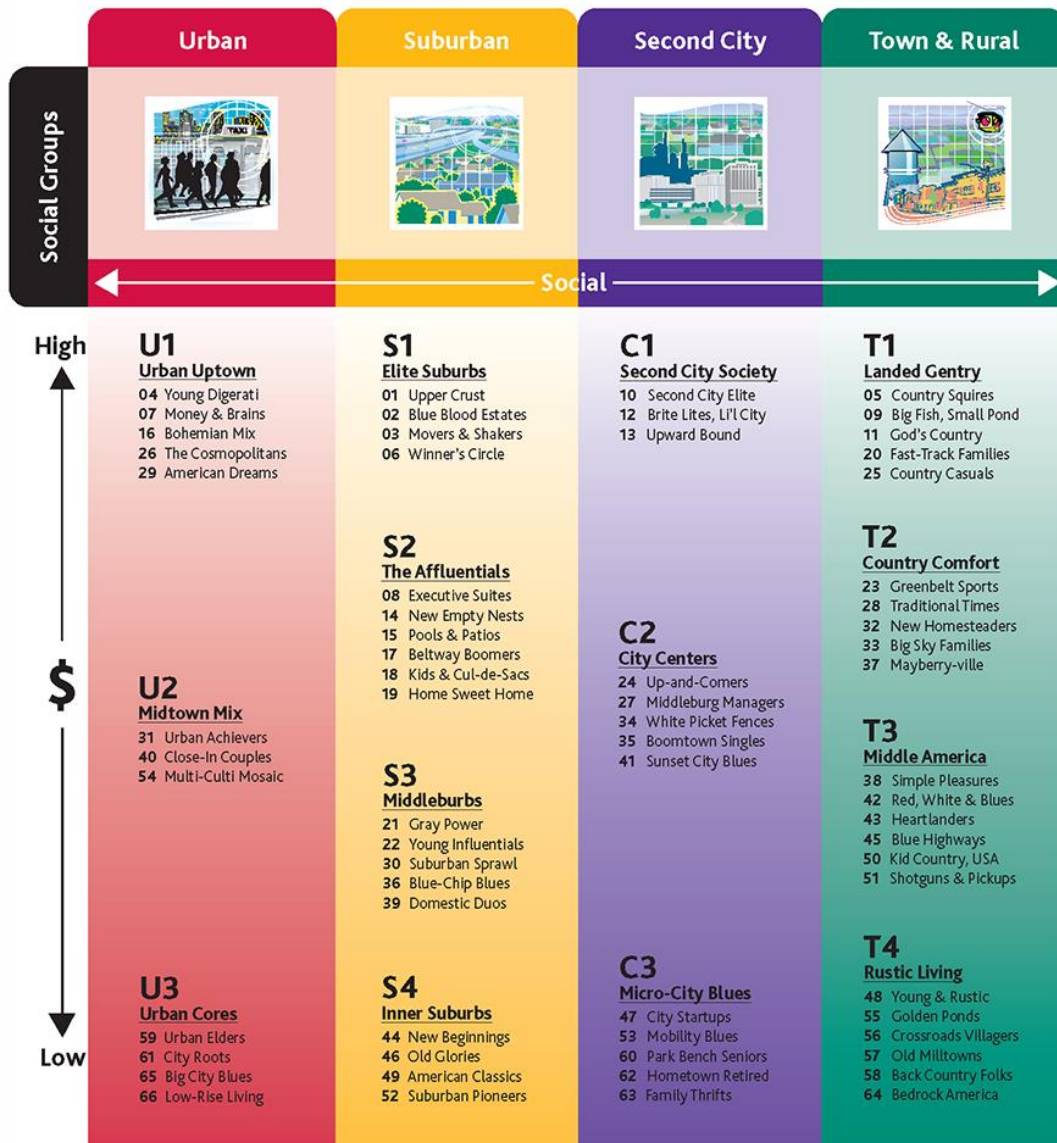 Urban
Suburban
Second City
Town & Rural
Social Groups
TAXI
Social
High
$
Low
U1
Urban Uptown
04 Young Digerati
07 Money & Brains
16 Bohemian Mix
26 The Cosmopolitans
29 American Dreams
U2
Midtown Mix
31 Urban Achievers
40 Close-In Couples
54 Multi-Culti Mosaic
U3
Urban Cores
59 Urban Elders
61 City Roots
65 Big City Blues
66 Low-Rise Living
S1
Elite Suburbs
01 Upper Crust
02 Blue Blood Estates
03 Movers & Shakers
06 Winner's Circle
S2
The Affluentials
08 Executive Suites
14 New Empty Nests
15 Pools & Patios
17 Beltway Boomers
18 Kids & Cul-de-Sacs
19 Home Sweet Home
S3
Middleburbs
21 Gray Power
22 Young Influentials
30 Suburban Sprawl
36 Blue-Chip Blues
39 Domestic Duos
S4
Inner Suburbs
44 New Beginnings
46 Old Glories
49 American Classics
52 Suburban Pioneers
C1
Second City Society
10 Second City Elite
12 Brite Lites, Li'l City
13 Upward Bound
C2
City Centers
24 Up-and-Comers
27 Middleburg Managers
34 White Picket Fences
35 Boomtown Singles
41 Sunset City Blues
C3
Micro-City Blues
47 City Startups
53 Mobility Blues
60 Park Bench Seniors
62 Hometown Retired
63 Family Thrifts
T1
Landed Gentry
05 Country Squires
09 Big Fish, Small Pond
11 God's Country
20 Fast-Track Families
25 Country Casuals
T2
Country Comfort
23 Greenbelt Sports
28 Traditional Times
32 New Homesteaders
33 Big Sky Families
37 Mayberry-ville
T3
Middle America
38 Simple Pleasures
42 Red, White & Blues
43 Heartlanders
45 Blue Highways
50 Kid Country, USA
51 Shotguns & Pickups
T4
Rustic Living
48 Young & Rustic
55 Golden Ponds
56 Crossroads Villagers
57 Old Milltowns
58 Back Country Folks
64 Bedrock America